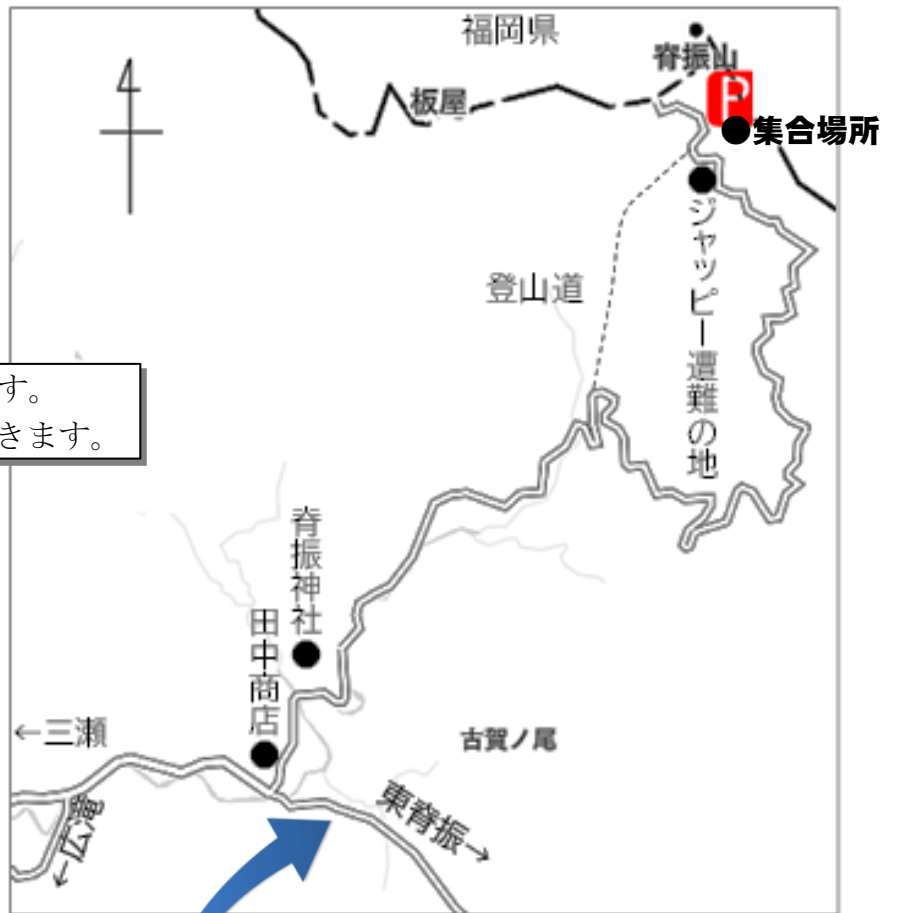 福岡県
脊振山
板屋
P
●集合場所
ジャッピー遭難の地
登山道
す。
きます。
脊振神社
田中商店
←三瀬
古賀ノ尾
東脊振→
←広滝